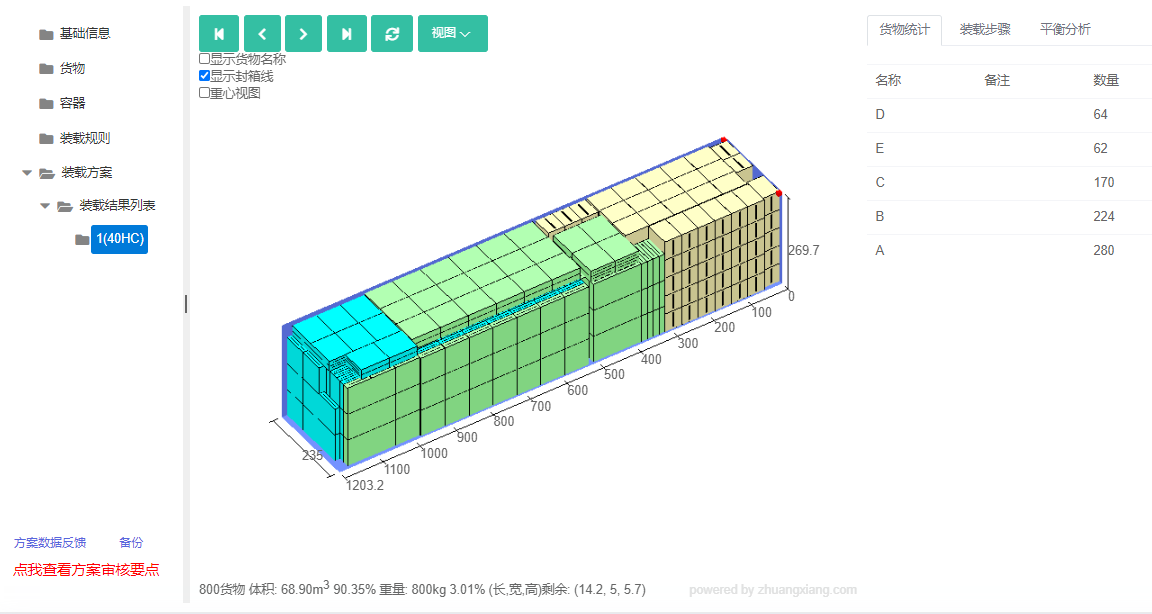 基础信息
货物
容器
装载规则
装载方案
装载结果列表
1(40HC)
方案数据反馈 备份
点我查看方案审核要点
视图
显示货物名称
显示封箱线
重心视图
269.7
0
100
200
300
400
500
600
700
800
900
1000
1100
1203.2
235
800货物 体积: 68.90m3 90.35% 重量: 800kg 3.01% (长,宽,高)剩余: (14.2, 5, 5.7)
powered by zhuangxiang.com
货物统计 装载步骤 平衡分析
名称 备注 数量
D 64
E 62
C 170
B 224
A 280